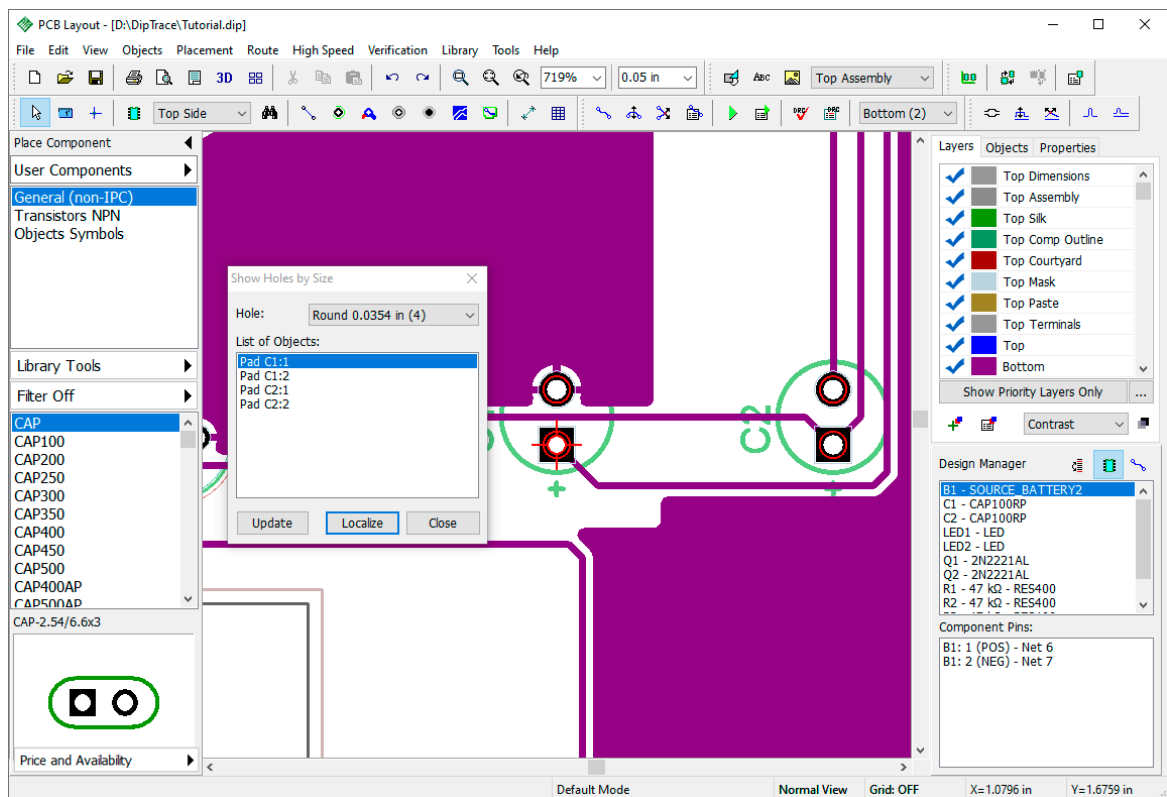 PCB Layout - [D:\DipTrace\Tutorial.dip]
File Edit View Objects Placement Route High Speed Verification Library Tools Help
3D 719% 0.05 in ABC Top Assembly
Top Side Bottom (2)
Place Component
User Components
General (non-IPC)
Transistors NPN
Objects Symbols
Library Tools
Filter Off
CAP
CAP100
CAP200
CAP250
CAP300
CAP350
CAP400
CAP450
CAP500
CAP400AP
CAP500AP
CAP-2.54/6.6x3
Price and Availability
Show Holes by Size
Hole: Round 0.0354 in (4)
List of Objects:
Pad C1:1
Pad C1:2
Pad C2:1
Pad C2:2
Update Localize Close
C2
+
+
Layers Objects Properties
Top Dimensions
Top Assembly
Top Silk
Top Comp Outline
Top Courtyard
Top Mask
Top Paste
Top Terminals
Top
Bottom
Show Priority Layers Only ...
Contrast
Design Manager
B1 - SOURCE_BATTERY2
C1 - CAP100RP
C2 - CAP100RP
LED1 - LED
LED2 - LED
Q1 - 2N2221AL
Q2 - 2N2221AL
R1 - 47 kΩ - RES400
R2 - 47 kΩ - RES400
Component Pins:
B1: 1 (POS) - Net 6
B1: 2 (NEG) - Net 7
Default Mode Normal View Grid: OFF X=1.0796 in Y=1.6759 in